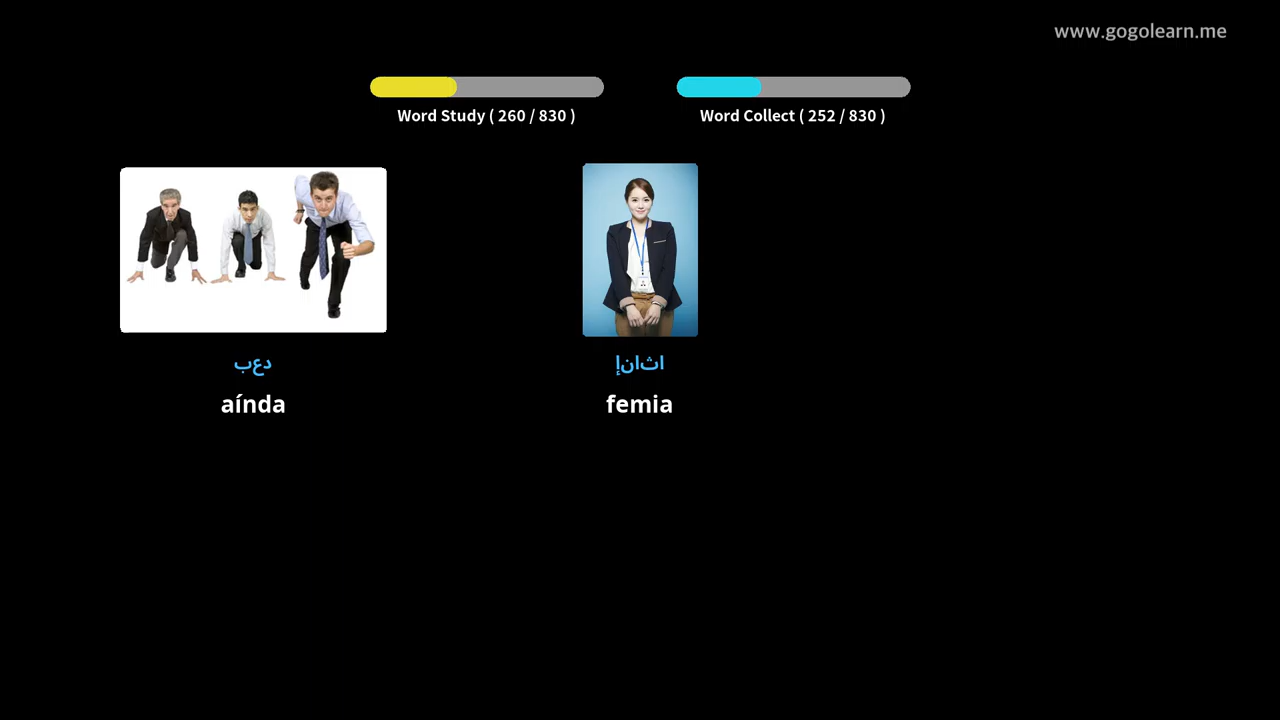 www.gogolearn.me
Word Study ( 260 / 830 )
Word Collect ( 252 / 830 )
دعب
aínda
اثانإ
femia